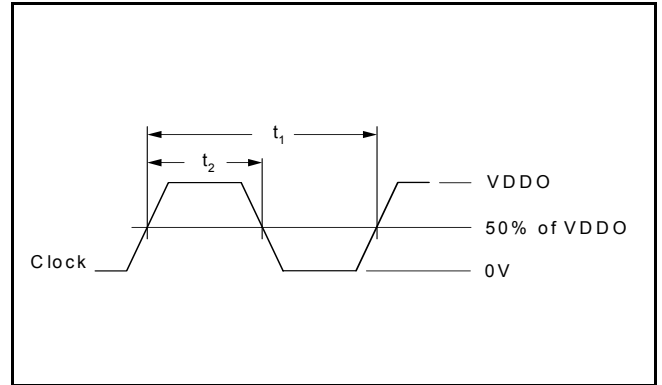 t1
t2
VDDO
50% of VDDO
Clock
0V